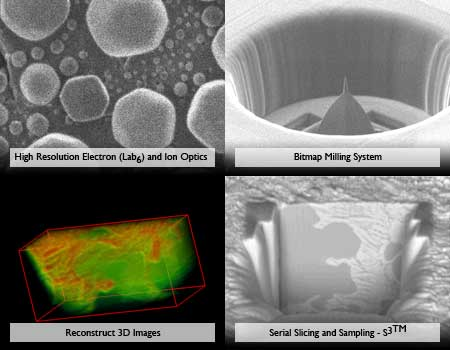 High Resolution Electron (Lab6) and Ion Optics
Bitmap Milling System
Reconstruct 3D Images
Serial Slicing and Sampling - S3TM